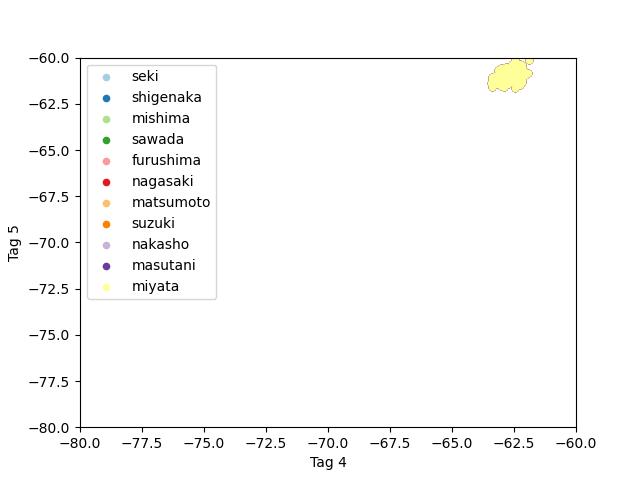 −60.0
−62.5
−65.0
−67.5
−70.0
−72.5
−75.0
−77.5
−80.0
Tag 5
seki
shigenaka
mishima
sawada
furushima
nagasaki
matsumoto
suzuki
nakasho
masutani
miyata
−80.0 −77.5 −75.0 −72.5 −70.0 −67.5 −65.0 −62.5 −60.0
Tag 4